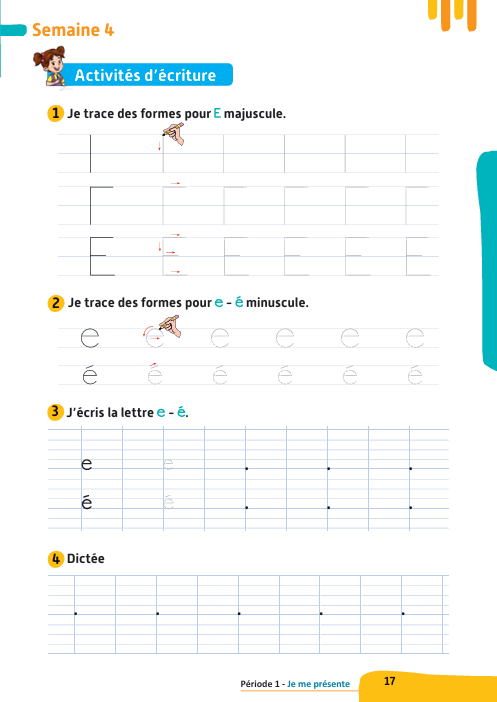 Semaine 4
Activités d'écriture
1 Je trace des formes pour E majuscule.
E E E E E E
2 Je trace des formes pour e - é minuscule.
e e e e e e
é é é é é é
3 J'écris la lettre e - é.
e e
é é
4 Dictée
Période 1 - Je me présente 17